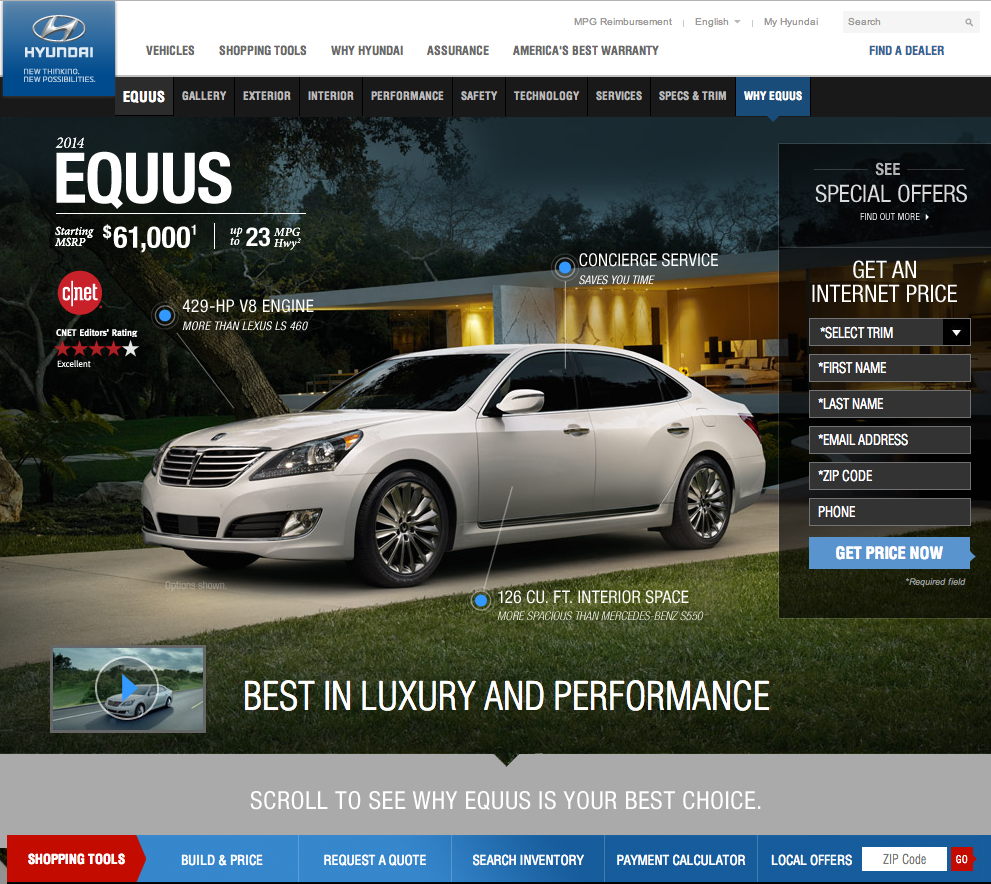 HYUNDAI
NEW THINKING.
NEW POSSIBILITIES.
MPG Reimbursement | English | My Hyundai Search
VEHICLES SHOPPING TOOLS WHY HYUNDAI ASSURANCE AMERICA'S BEST WARRANTY FIND A DEALER
EQUUS GALLERY EXTERIOR INTERIOR PERFORMANCE SAFETY TECHNOLOGY SERVICES SPECS & TRIM WHY EQUUS
2014
EQUUS
Starting MSRP $61,000¹ up to 23 MPG Hwy²
c|net
CNET Editors' Rating
Excellent
429-HP V8 ENGINE
MORE THAN LEXUS LS 460
CONCIERGE SERVICE
SAVES YOU TIME
126 CU. FT. INTERIOR SPACE
MORE SPACIOUS THAN MERCEDES-BENZ S550
Options shown.
SEE
SPECIAL OFFERS
FIND OUT MORE
GET AN
INTERNET PRICE
*SELECT TRIM
*FIRST NAME
*LAST NAME
*EMAIL ADDRESS
*ZIP CODE
PHONE
GET PRICE NOW
*Required field
BEST IN LUXURY AND PERFORMANCE
SCROLL TO SEE WHY EQUUS IS YOUR BEST CHOICE.
SHOPPING TOOLS BUILD & PRICE REQUEST A QUOTE SEARCH INVENTORY PAYMENT CALCULATOR LOCAL OFFERS ZIP Code GO